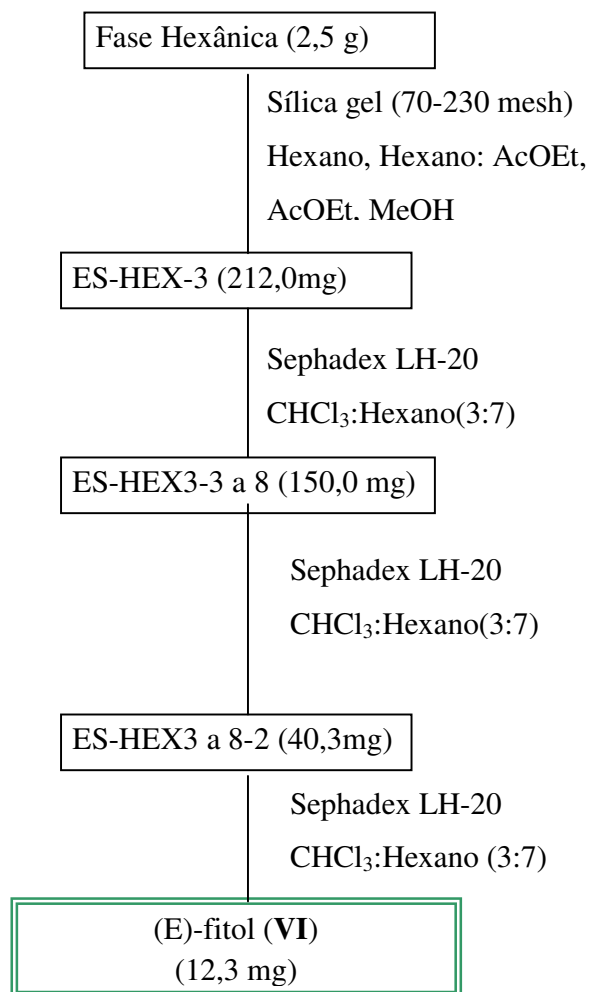 Fase Hexânica (2,5 g)
Sílica gel (70-230 mesh)
Hexano, Hexano: AcOEt,
AcOEt, MeOH
ES-HEX-3 (212,0mg)
Sephadex LH-20
CHCl₃:Hexano(3:7)
ES-HEX3-3 a 8 (150,0 mg)
Sephadex LH-20
CHCl₃:Hexano(3:7)
ES-HEX3 a 8-2 (40,3mg)
Sephadex LH-20
CHCl₃:Hexano (3:7)
(E)-fitol (VI)
(12,3 mg)